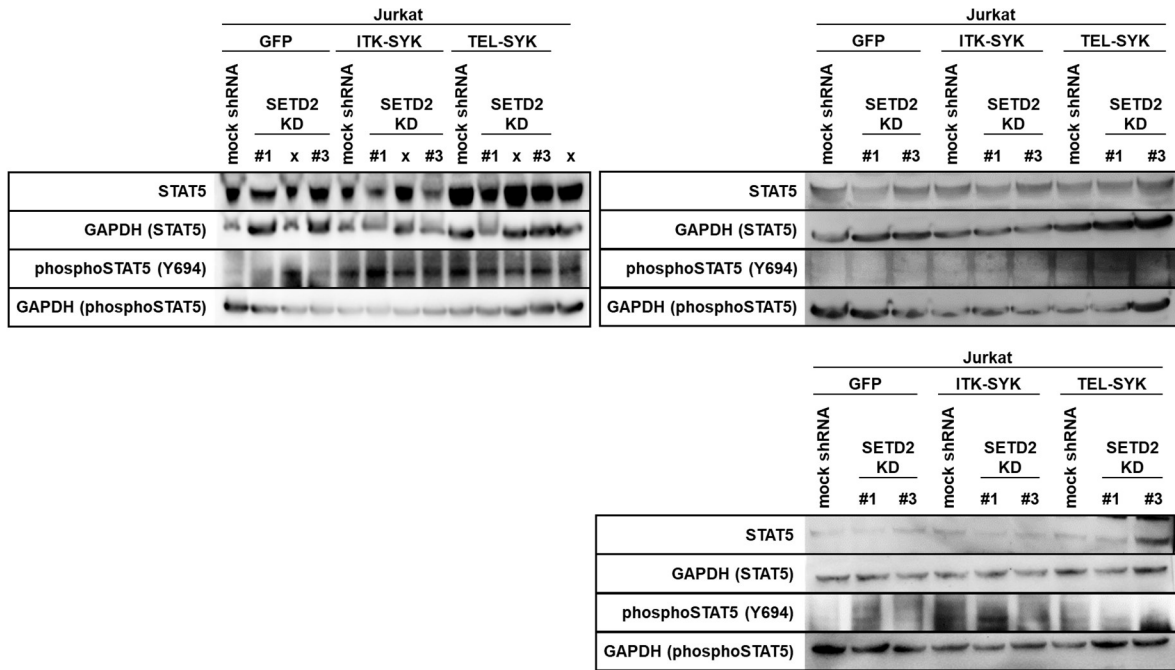 Jurkat
GFP ITK-SYK TEL-SYK
mock shRNA SETD2 KD mock shRNA SETD2 KD mock shRNA SETD2 KD
#1 x #3 #1 x #3 #1 x #3 x
STAT5
GAPDH (STAT5)
phosphoSTAT5 (Y694)
GAPDH (phosphoSTAT5)
Jurkat
GFP ITK-SYK TEL-SYK
mock shRNA SETD2 KD mock shRNA SETD2 KD mock shRNA SETD2 KD
#1 #3 #1 #3 #1 #3
STAT5
GAPDH (STAT5)
phosphoSTAT5 (Y694)
GAPDH (phosphoSTAT5)
Jurkat
GFP ITK-SYK TEL-SYK
mock shRNA SETD2 KD mock shRNA SETD2 KD mock shRNA SETD2 KD
#1 #3 #1 #3 #1 #3
STAT5
GAPDH (STAT5)
phosphoSTAT5 (Y694)
GAPDH (phosphoSTAT5)